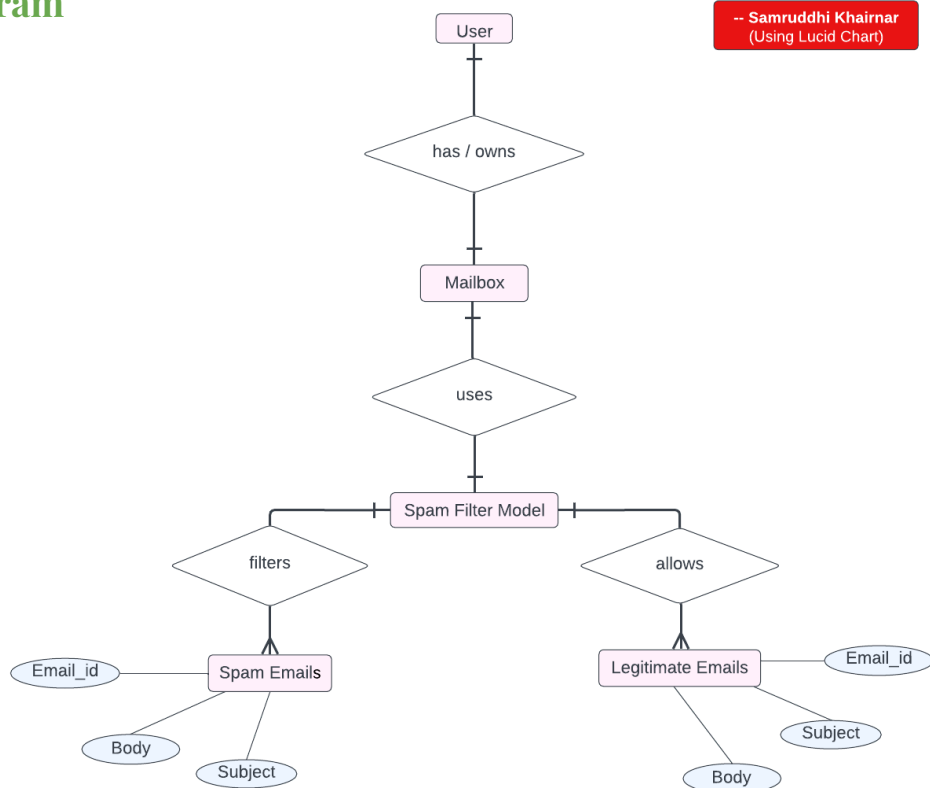 -- Samruddhi Khairnar
(Using Lucid Chart)
User
has / owns
Mailbox
uses
Spam Filter Model
filters
allows
Spam Emails
Legitimate Emails
Email_id
Body
Subject
Email_id
Subject
Body